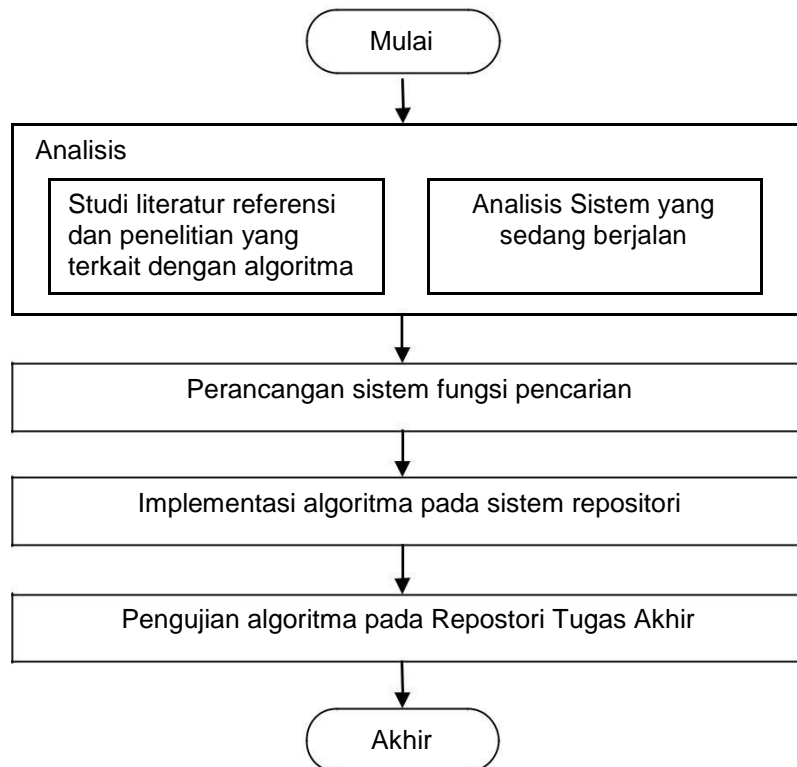 Mulai
Analisis
Studi literatur referensi
dan penelitian yang
terkait dengan algoritma
Analisis Sistem yang
sedang berjalan
Perancangan sistem fungsi pencarian
Implementasi algoritma pada sistem repositori
Pengujian algoritma pada Repostori Tugas Akhir
Akhir